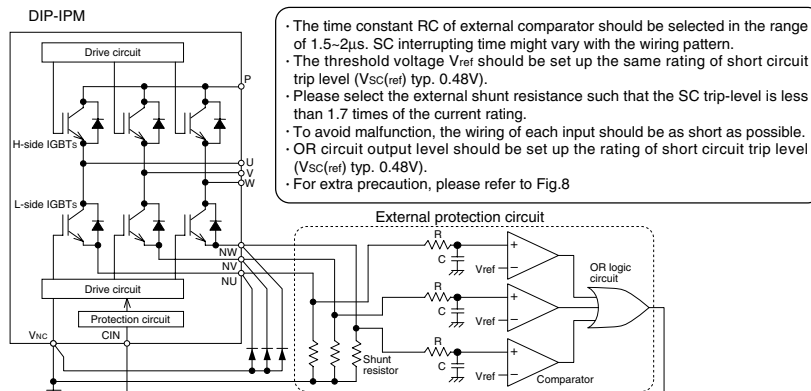 DIP-IPM
Drive circuit
P
H-side IGBTs
U
V
W
L-side IGBTs
NW
NV
NU
Drive circuit
Protection circuit
VNC
CIN
· The time constant RC of external comparator should be selected in the range
of 1.5~2μs. SC interrupting time might vary with the wiring pattern.
· The threshold voltage Vref should be set up the same rating of short circuit
trip level (VSC(ref) typ. 0.48V).
· Please select the external shunt resistance such that the SC trip-level is less
than 1.7 times of the current rating.
· To avoid malfunction, the wiring of each input should be as short as possible.
· OR circuit output level should be set up the rating of short circuit trip level
(VSC(ref) typ. 0.48V).
· For extra precaution, please refer to Fig.8
External protection circuit
R
C
Vref
+
−
OR logic
circuit
R
C
Vref
+
−
R
C
Vref
+
−
Shunt
resistor
Comparator